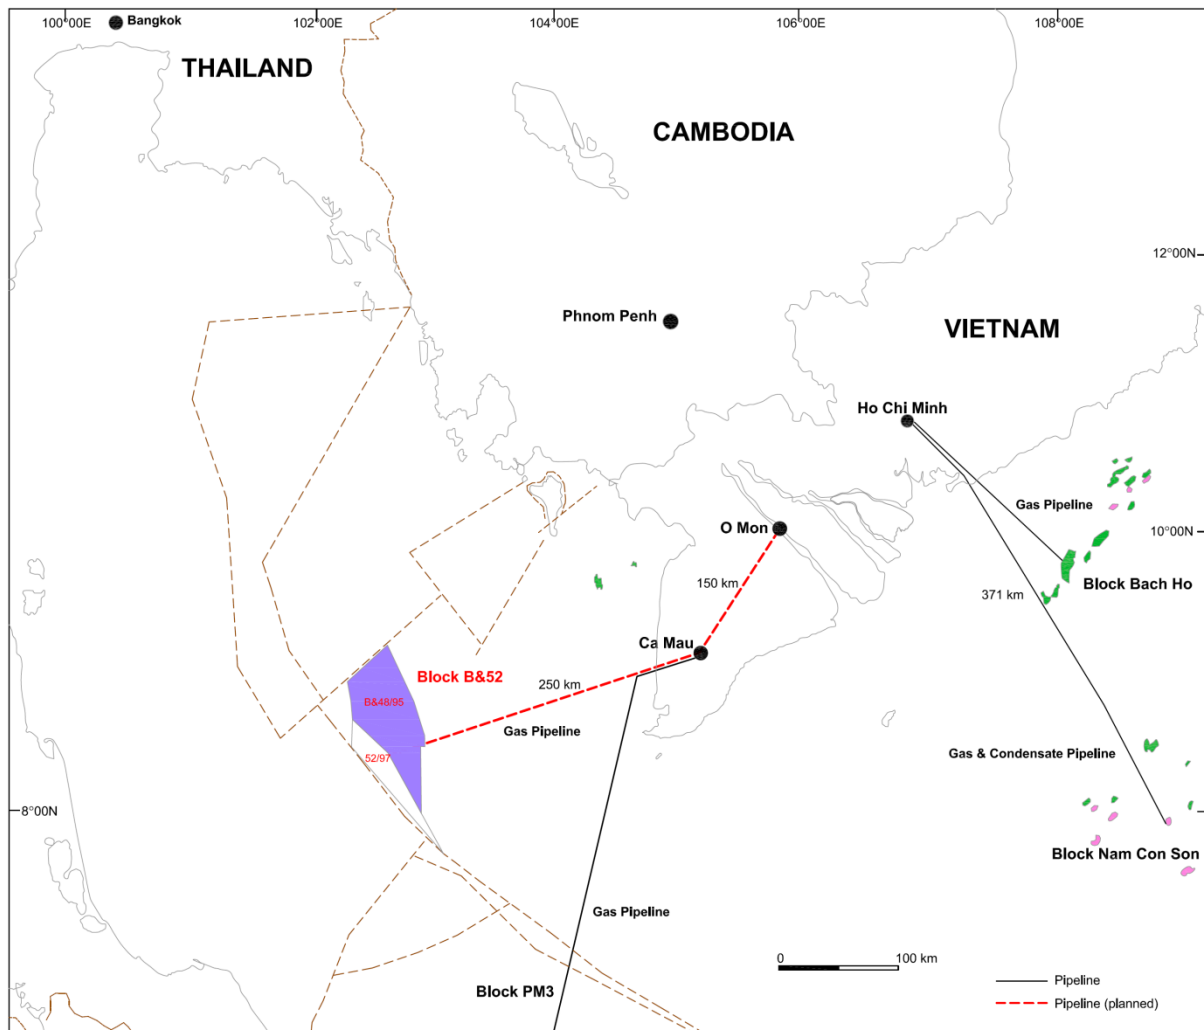 100°00E
102°00E
104°00E
106°00E
108°00E
Bangkok
THAILAND
CAMBODIA
12°00N
Phnom Penh
VIETNAM
Ho Chi Minh
Gas Pipeline
O Mon
10°00N
150 km
371 km
Block Bach Ho
Ca Mau
Block B&52
250 km
B&48/95
Gas Pipeline
52/97
Gas & Condensate Pipeline
8°00N
Block Nam Con Son
Gas Pipeline
0
100 km
Block PM3
Pipeline
Pipeline (planned)